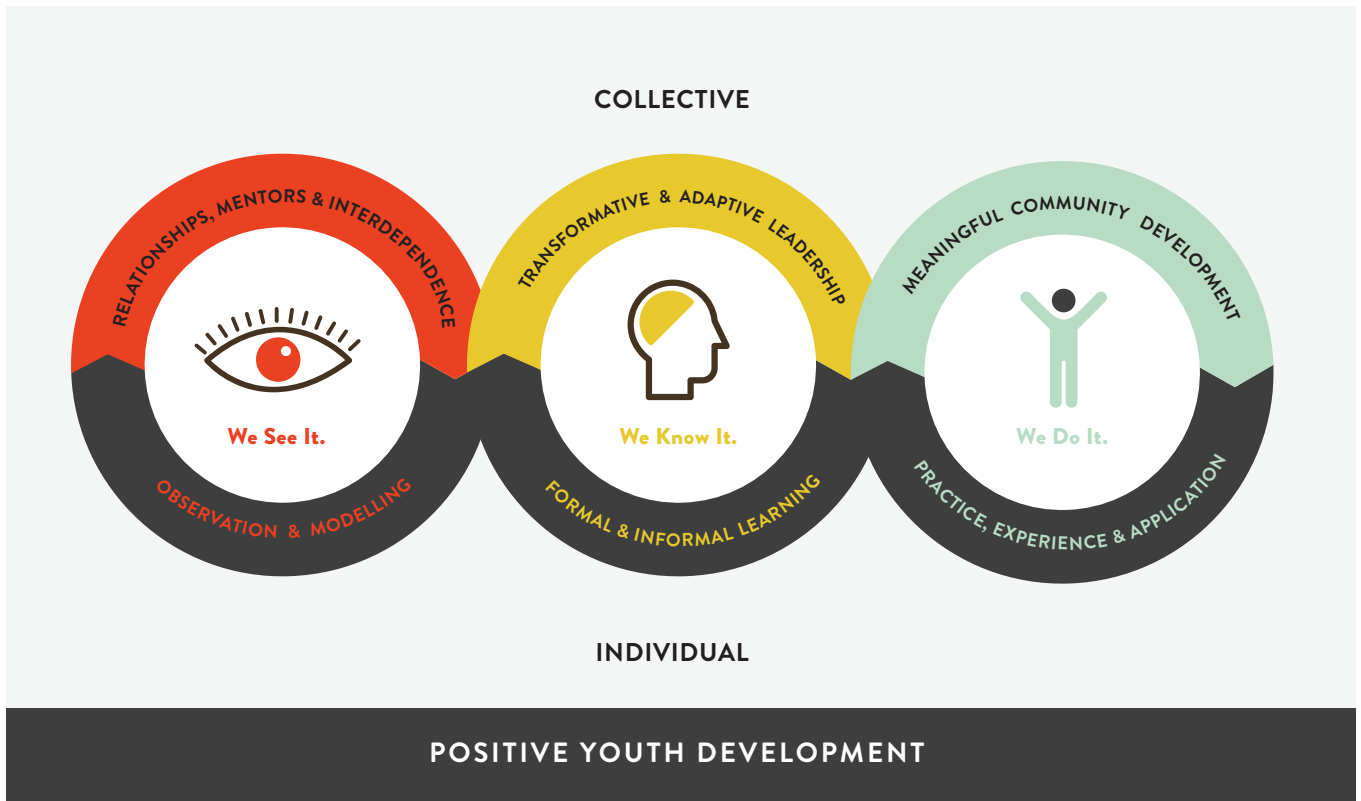 COLLECTIVE
RELATIONSHIPS, MENTORS & INTERDEPENDENCE
We See It.
OBSERVATION & MODELLING
TRANSFORMATIVE & ADAPTIVE LEADERSHIP
We Know It.
FORMAL & INFORMAL LEARNING
MEANINGFUL COMMUNITY DEVELOPMENT
We Do It.
PRACTICE, EXPERIENCE & APPLICATION
INDIVIDUAL
POSITIVE YOUTH DEVELOPMENT